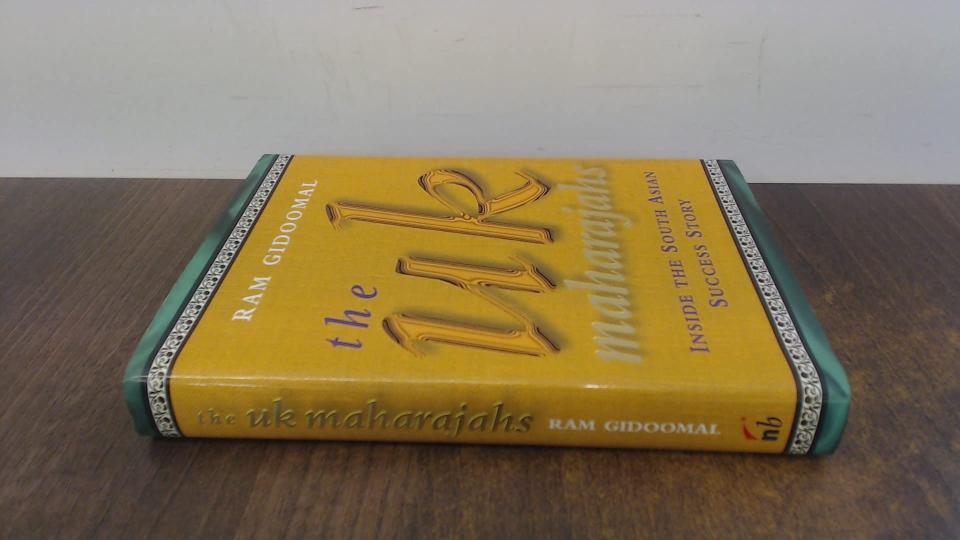 RAM GIDOOMAL
the
uk
maharajahs
INSIDE THE SOUTH ASIAN
SUCCESS STORY
the uk maharajahs RAM GIDOOMAL nb